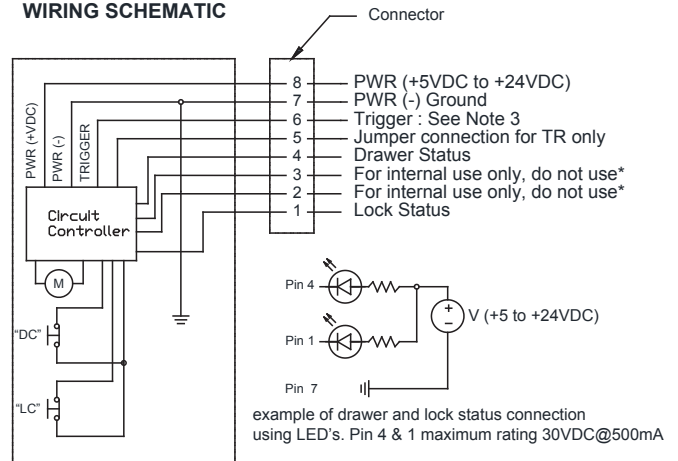 WIRING SCHEMATIC
Connector
8 PWR (+5VDC to +24VDC)
7 PWR (-) Ground
6 Trigger : See Note 3
5 Jumper connection for TR only
4 Drawer Status
3 For internal use only, do not use*
2 For internal use only, do not use*
1 Lock Status
PWR (+VDC)
PWR (-)
TRIGGER
CIrcuit
Controller
M
"DC"
"LC"
Pin 4
Pin 1
Pin 7
+
−
V (+5 to +24VDC)
example of drawer and lock status connection
using LED's. Pin 4 & 1 maximum rating 30VDC@500mA